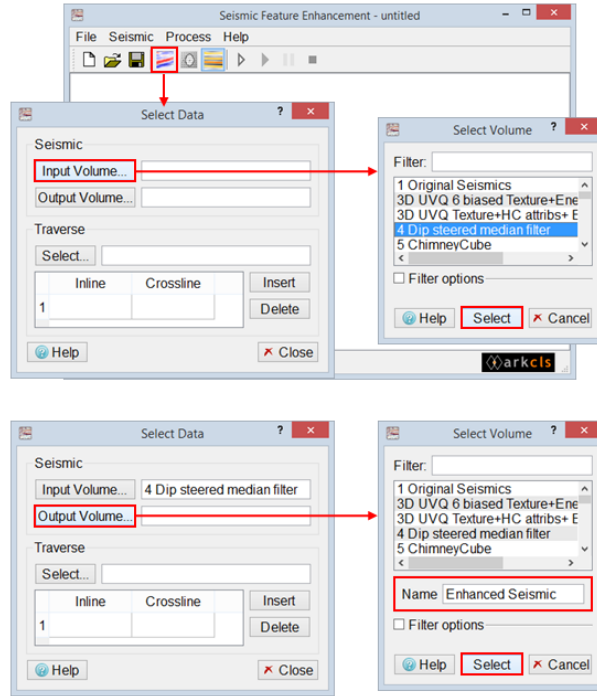 Seismic Feature Enhancement - untitled
File Seismic Process Help
Select Data ?
Seismic
Input Volume...
Output Volume...
Traverse
Select...
Inline Crossline Insert
1 Delete
Help Close
Select Volume ?
Filter:
1 Original Seismics
3D UVQ 6 biased Texture+Ene
3D UVQ Texture+HC attribs+ E
4 Dip steered median filter
5 ChimneyCube
Filter options
Help Select Cancel
arkcls
Select Data ?
Seismic
Input Volume... 4 Dip steered median filter
Output Volume...
Traverse
Select...
Inline Crossline Insert
1 Delete
Help Close
Select Volume ?
Filter:
1 Original Seismics
3D UVQ 6 biased Texture+Ene
3D UVQ Texture+HC attribs+ E
4 Dip steered median filter
5 ChimneyCube
Name Enhanced Seismic
Filter options
Help Select Cancel